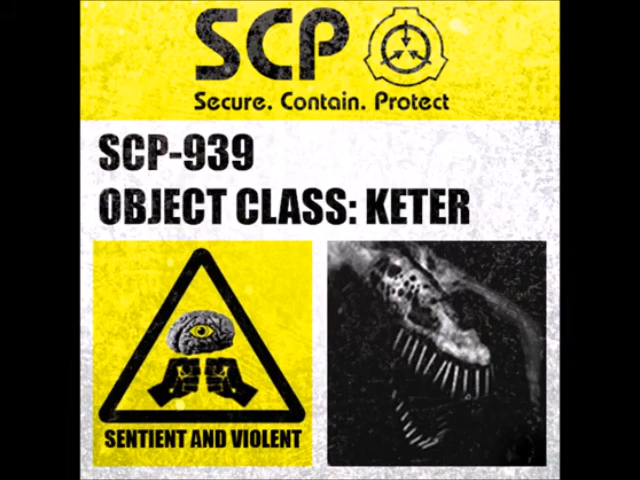 SCP
Secure. Contain. Protect
SCP-939
OBJECT CLASS: KETER
SENTIENT AND VIOLENT